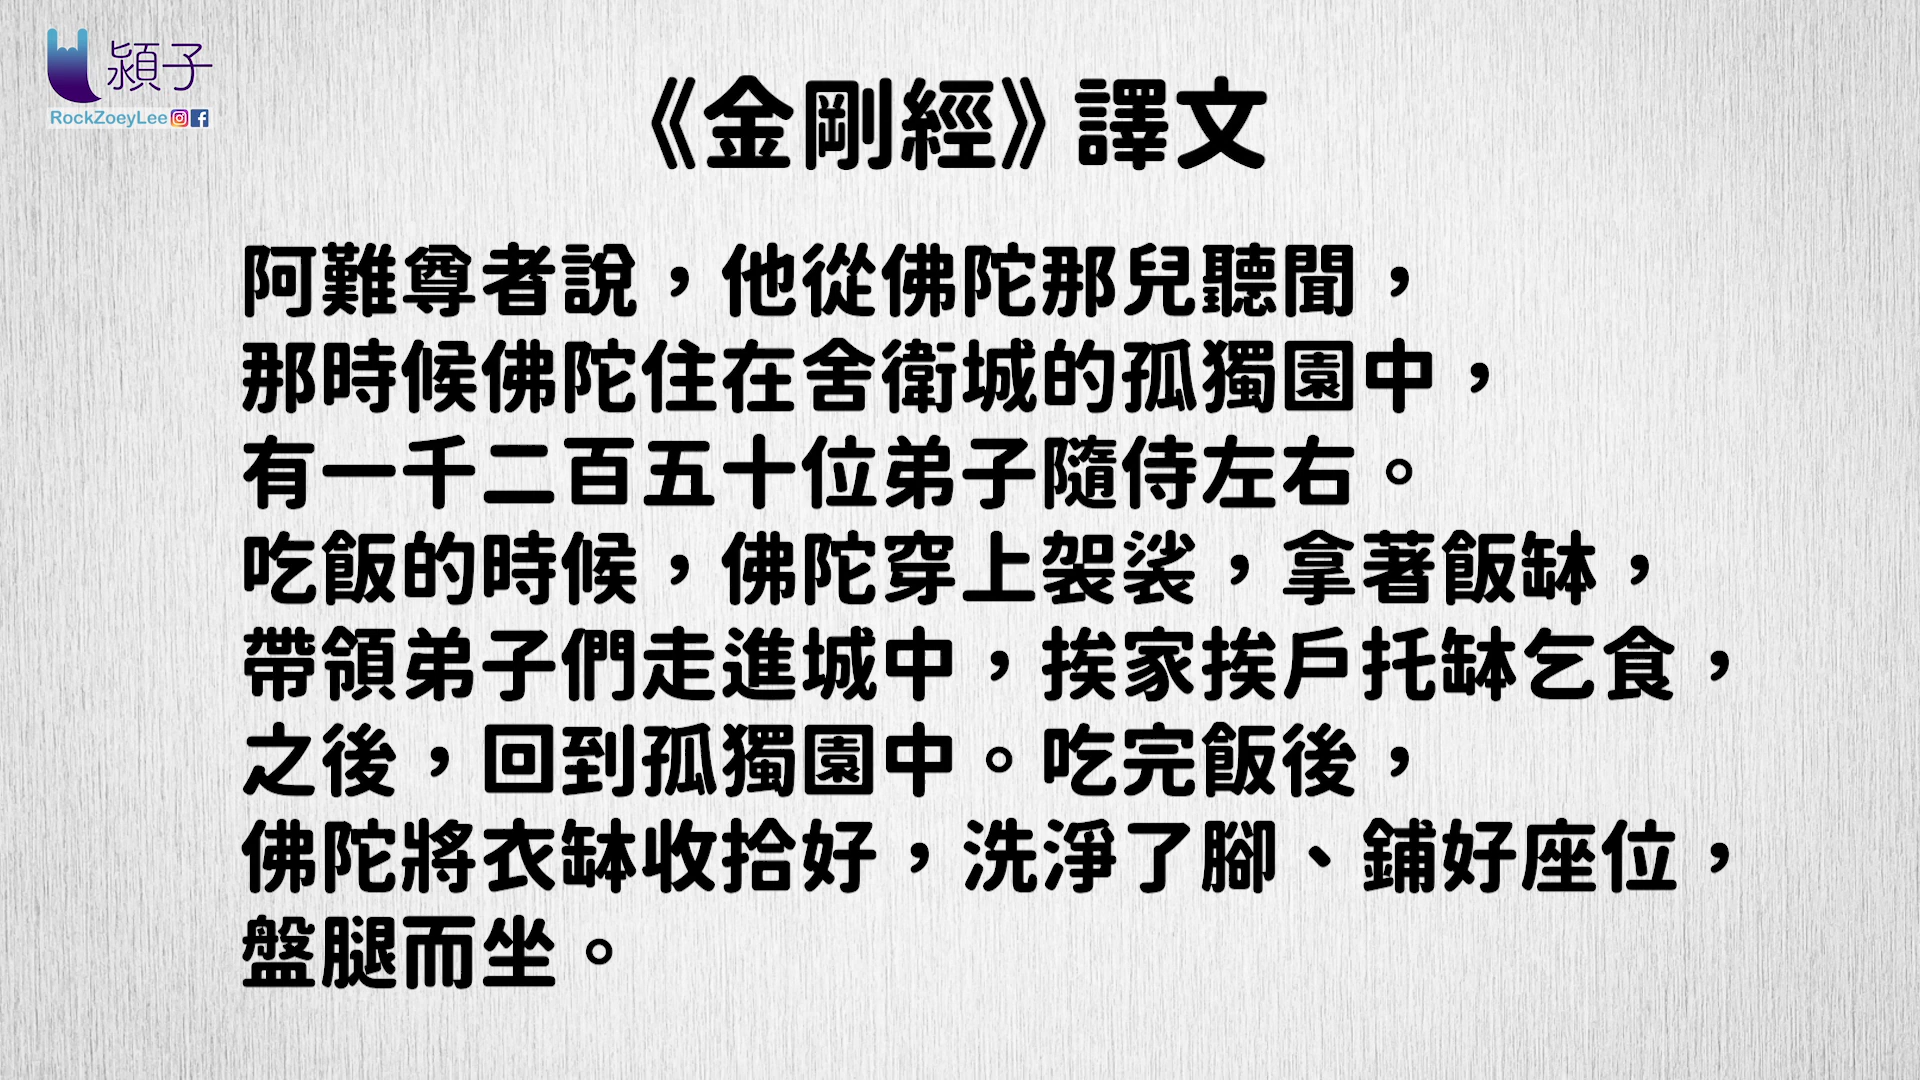 潁子
RockZoeyLee
《金剛經》譯文
阿難尊者說，他從佛陀那兒聽聞，
那時候佛陀住在舍衛城的孤獨園中，
有一千二百五十位弟子隨侍左右。
吃飯的時候，佛陀穿上袈裟，拿著飯缽，
帶領弟子們走進城中，挨家挨戶托缽乞食，
之後，回到孤獨園中。吃完飯後，
佛陀將衣缽收拾好，洗淨了腳、鋪好座位，
盤腿而坐。